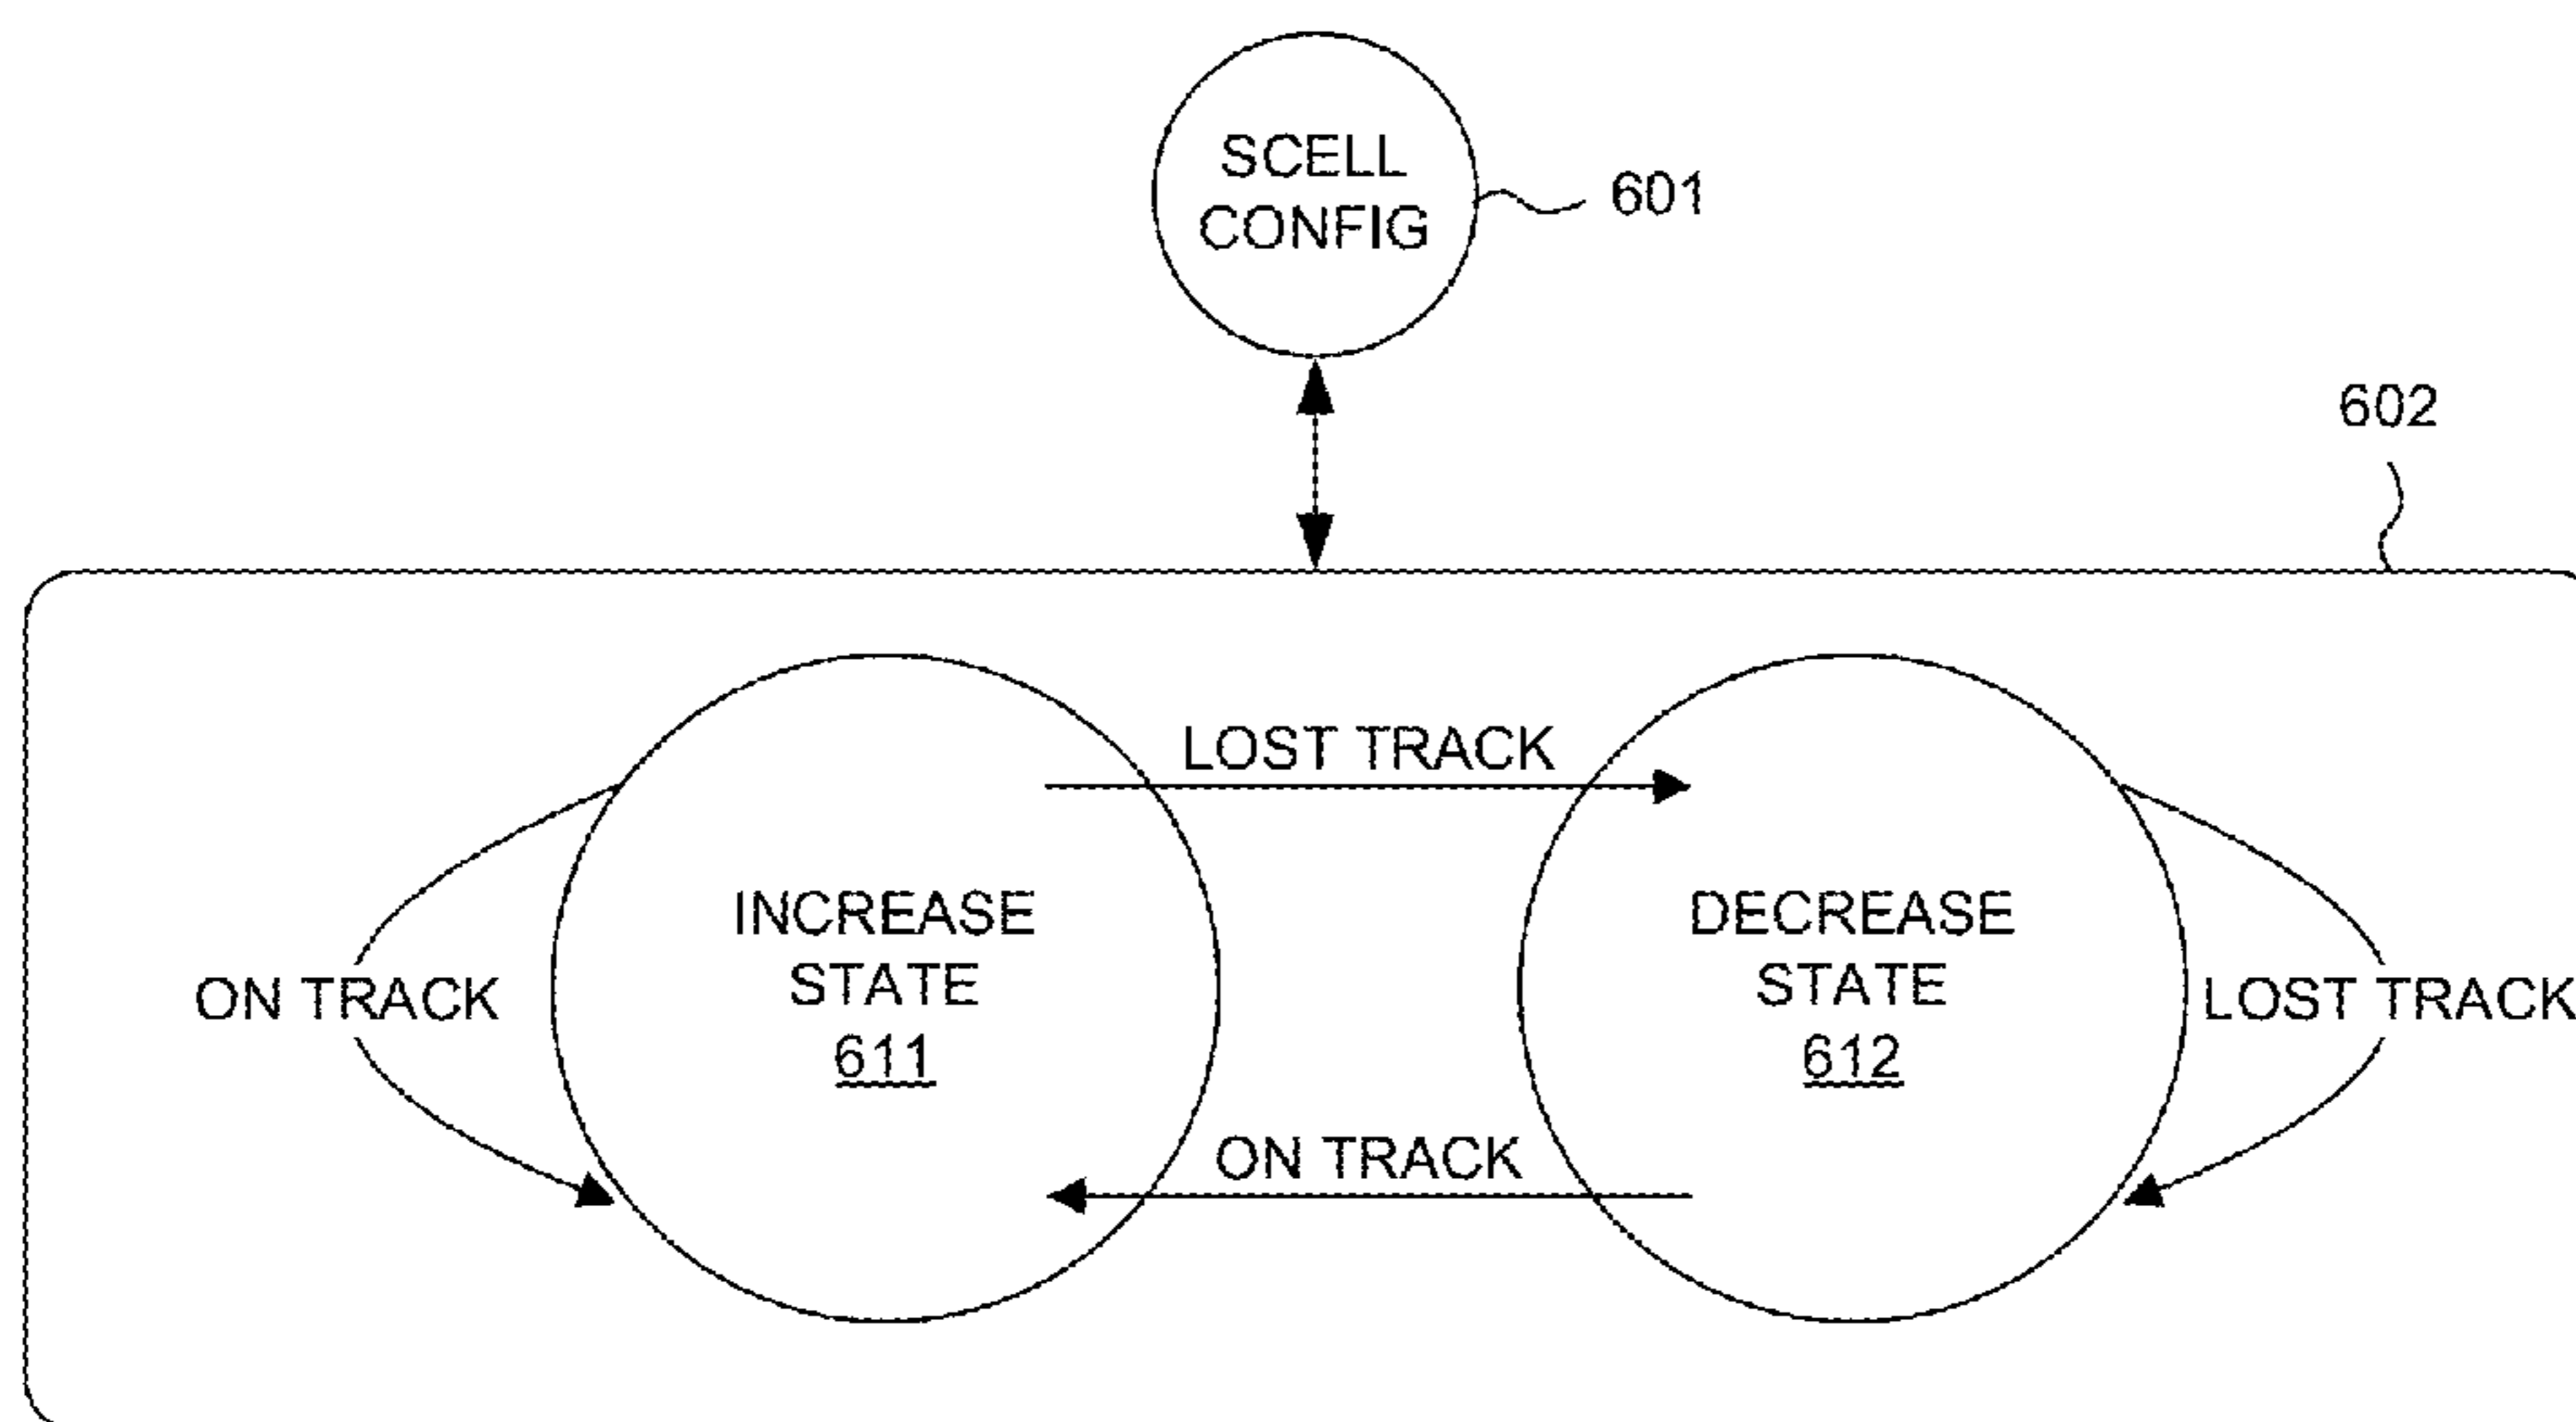 SCELL
CONFIG
601
602
LOST TRACK
INCREASE
STATE
611
DECREASE
STATE
612
ON TRACK
LOST TRACK
ON TRACK